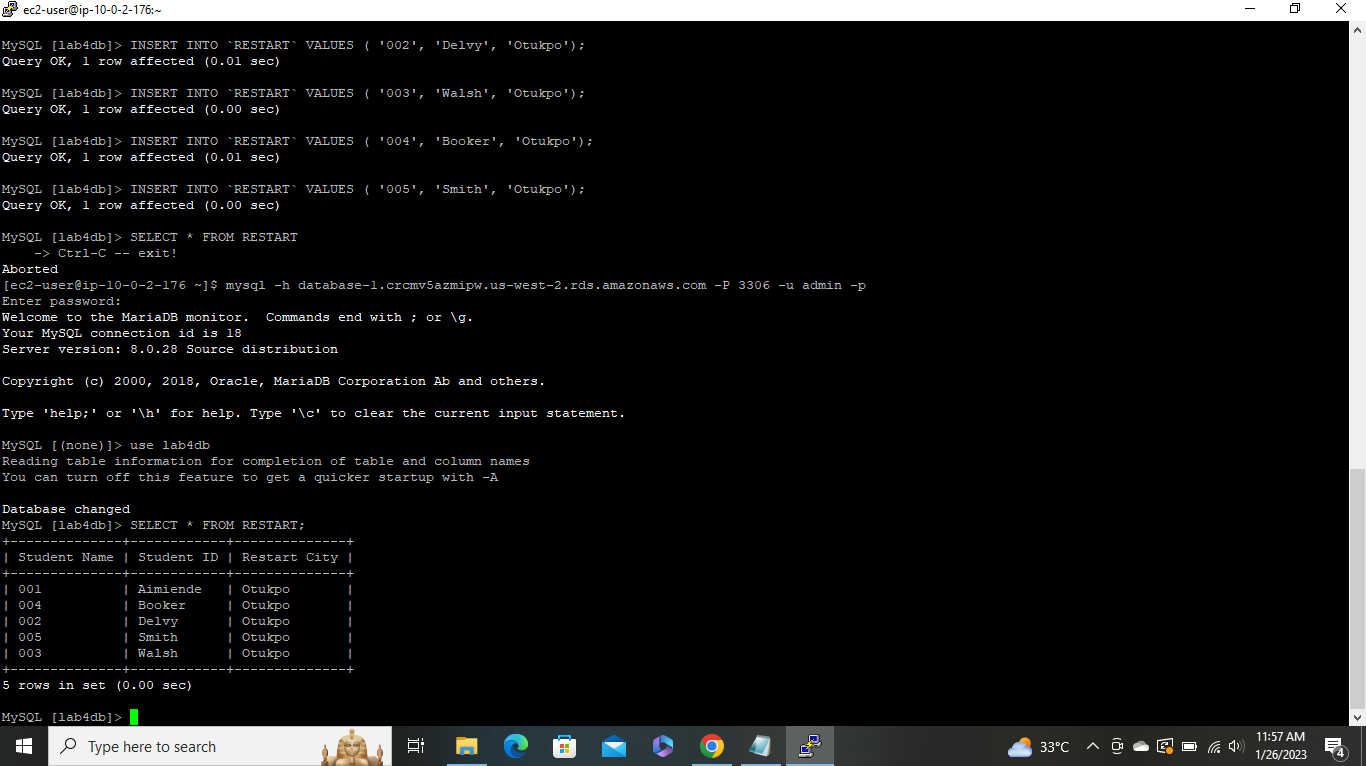 ec2-user@ip-10-0-2-176:~
MySQL [lab4db]> INSERT INTO `RESTART` VALUES ( '002', 'Delvy', 'Otukpo');
Query OK, 1 row affected (0.01 sec)
MySQL [lab4db]> INSERT INTO `RESTART` VALUES ( '003', 'Walsh', 'Otukpo');
Query OK, 1 row affected (0.00 sec)
MySQL [lab4db]> INSERT INTO `RESTART` VALUES ( '004', 'Booker', 'Otukpo');
Query OK, 1 row affected (0.01 sec)
MySQL [lab4db]> INSERT INTO `RESTART` VALUES ( '005', 'Smith', 'Otukpo');
Query OK, 1 row affected (0.00 sec)
MySQL [lab4db]> SELECT * FROM RESTART
    -> Ctrl-C -- exit!
Aborted
[ec2-user@ip-10-0-2-176 ~]$ mysql -h database-1.crcmv5azmipw.us-west-2.rds.amazonaws.com -P 3306 -u admin -p
Enter password:
Welcome to the MariaDB monitor.  Commands end with ; or \g.
Your MySQL connection id is 18
Server version: 8.0.28 Source distribution
Copyright (c) 2000, 2018, Oracle, MariaDB Corporation Ab and others.
Type 'help;' or '\h' for help. Type '\c' to clear the current input statement.
MySQL [(none)]> use lab4db
Reading table information for completion of table and column names
You can turn off this feature to get a quicker startup with -A
Database changed
MySQL [lab4db]> SELECT * FROM RESTART;
+--------------+------------+--------------+
| Student Name | Student ID | Restart City |
+--------------+------------+--------------+
| 001          | Aimiende   | Otukpo       |
| 004          | Booker     | Otukpo       |
| 002          | Delvy      | Otukpo       |
| 005          | Smith      | Otukpo       |
| 003          | Walsh      | Otukpo       |
+--------------+------------+--------------+
5 rows in set (0.00 sec)
MySQL [lab4db]>
Type here to search
33°C
11:57 AM
1/26/2023
4